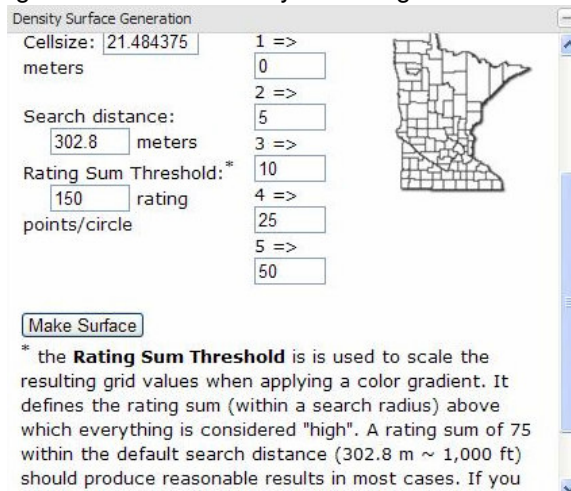 Density Surface Generation
Cellsize: 21.484375
meters
Search distance:
302.8 meters
Rating Sum Threshold:*
150 rating
points/circle
1 =>
0
2 =>
5
3 =>
10
4 =>
25
5 =>
50
Make Surface
* the Rating Sum Threshold is is used to scale the
resulting grid values when applying a color gradient. It
defines the rating sum (within a search radius) above
which everything is considered "high". A rating sum of 75
within the default search distance (302.8 m ~ 1,000 ft)
should produce reasonable results in most cases. If you